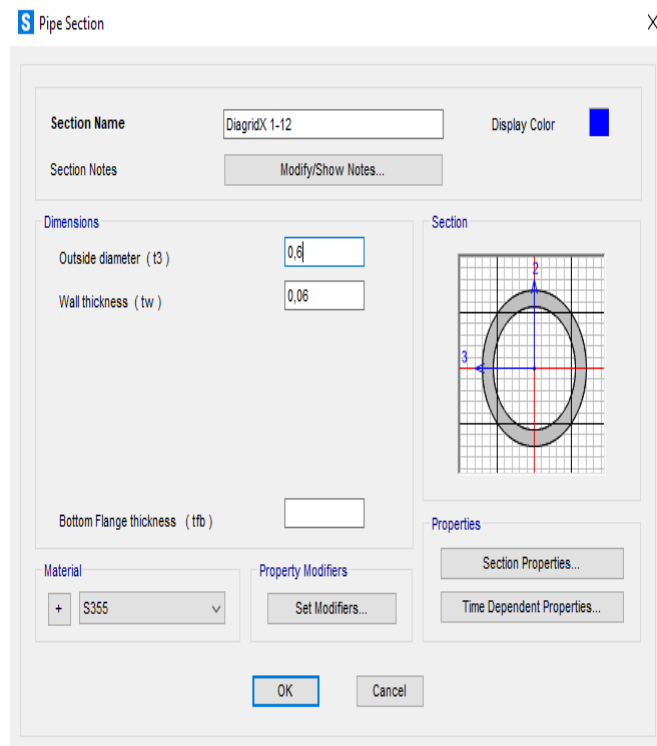 S Pipe Section
Section Name DiagridX 1-12 Display Color
Section Notes Modify/Show Notes...
Dimensions
Outside diameter ( t3 ) 0,6
Wall thickness ( tw ) 0,06
Bottom Flange thickness ( tfb )
Section
2
3
Material
+ S355
Property Modifiers
Set Modifiers...
Properties
Section Properties...
Time Dependent Properties...
OK Cancel